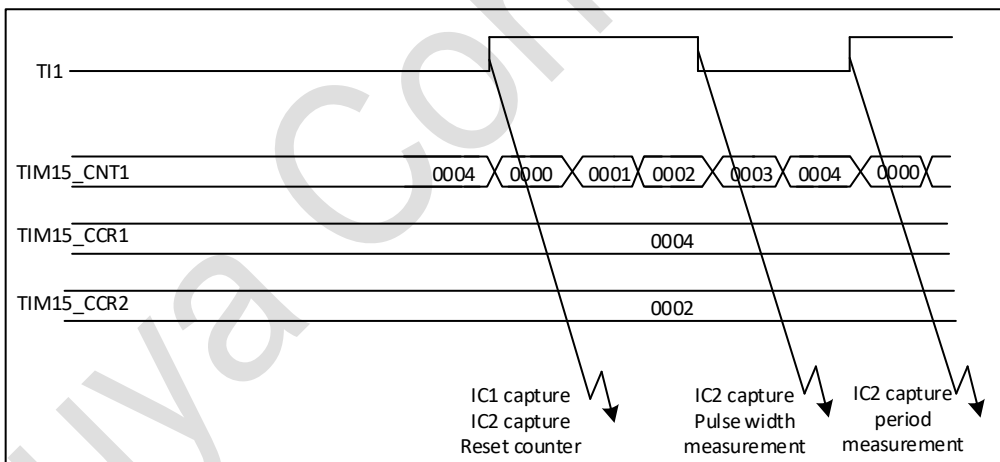 TI1
TIM15_CNT1 0004 0000 0001 0002 0003 0004 0000
TIM15_CCR1 0004
TIM15_CCR2 0002
IC1 capture
IC2 capture
Reset counter
IC2 capture
Pulse width
measurement
IC2 capture
period
measurement